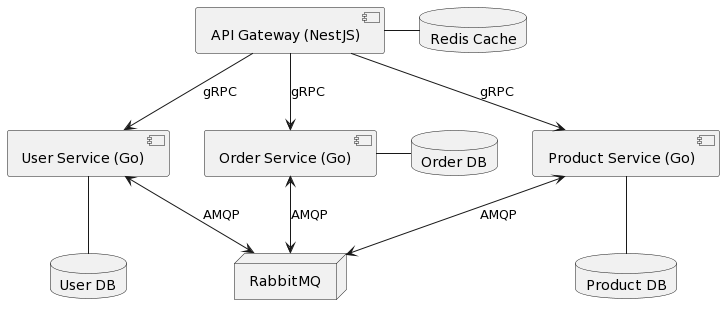 API Gateway (NestJS)
Redis Cache
gRPC
gRPC
gRPC
User Service (Go)
Order Service (Go)
Order DB
Product Service (Go)
AMQP
AMQP
AMQP
User DB
RabbitMQ
Product DB